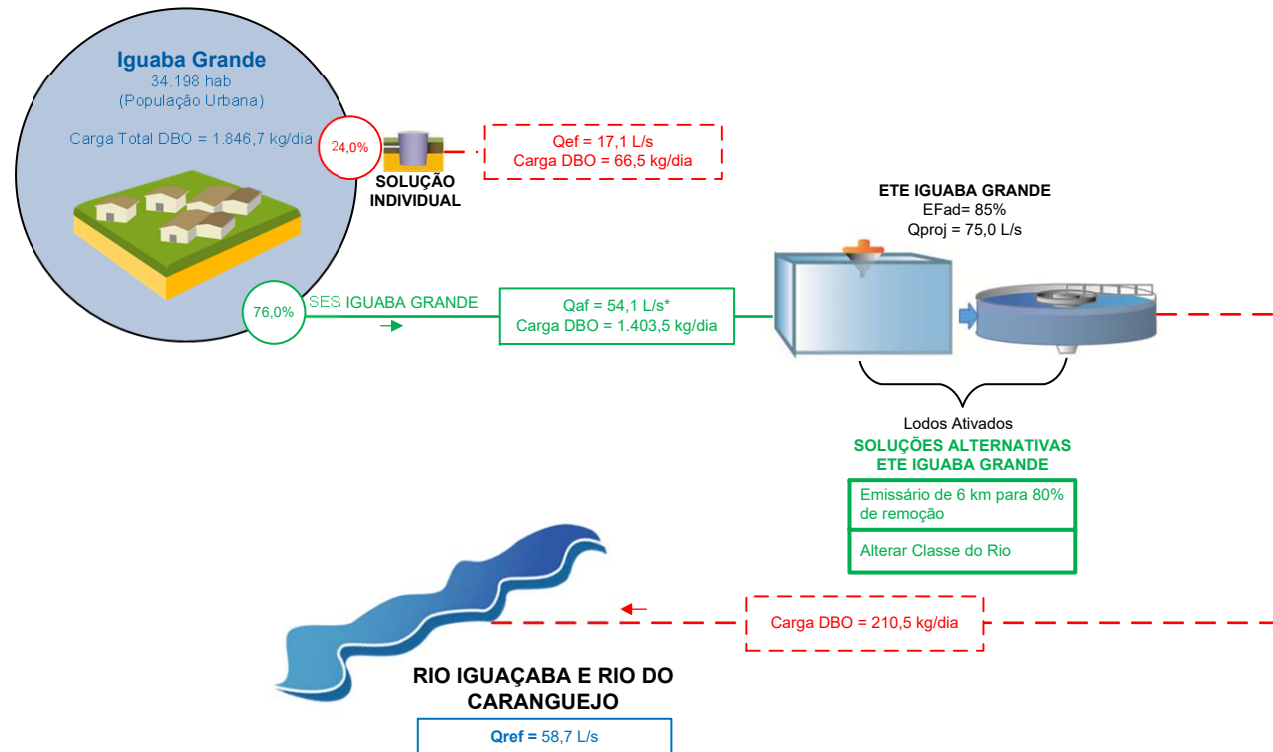 Iguaba Grande
34.198 hab
(População Urbana)
Carga Total DBO = 1.846,7 kg/dia
24,0%
SOLUÇÃO
INDIVIDUAL
Qef = 17,1 L/s
Carga DBO = 66,5 kg/dia
ETE IGUABA GRANDE
EFad= 85%
Qproj = 75,0 L/s
76,0%
SES IGUABA GRANDE
Qaf = 54,1 L/s*
Carga DBO = 1.403,5 kg/dia
Lodos Ativados
SOLUÇÕES ALTERNATIVAS
ETE IGUABA GRANDE
Emissário de 6 km para 80%
de remoção
Alterar Classe do Rio
Carga DBO = 210,5 kg/dia
RIO IGUAÇABA E RIO DO
CARANGUEJO
Qref = 58,7 L/s